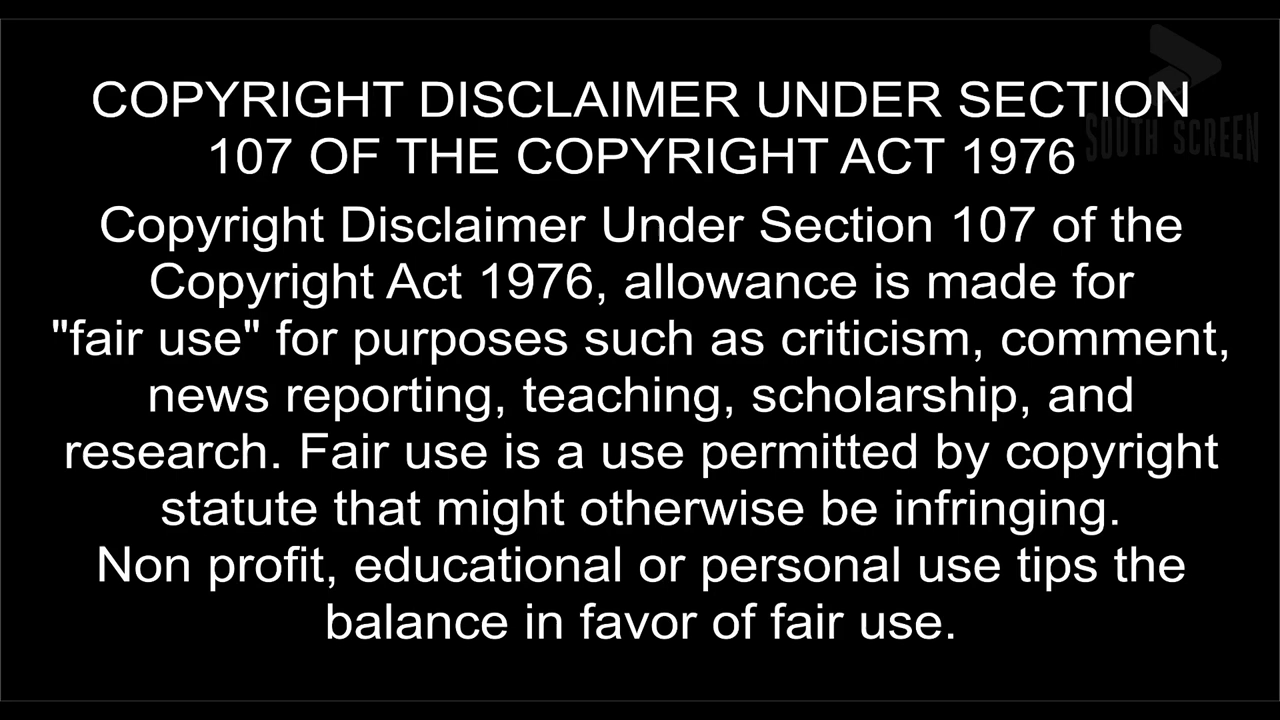 COPYRIGHT DISCLAIMER UNDER SECTION
107 OF THE COPYRIGHT ACT 1976
SOUTH SCREEN
Copyright Disclaimer Under Section 107 of the
Copyright Act 1976, allowance is made for
"fair use" for purposes such as criticism, comment,
news reporting, teaching, scholarship, and
research. Fair use is a use permitted by copyright
statute that might otherwise be infringing.
Non profit, educational or personal use tips the
balance in favor of fair use.